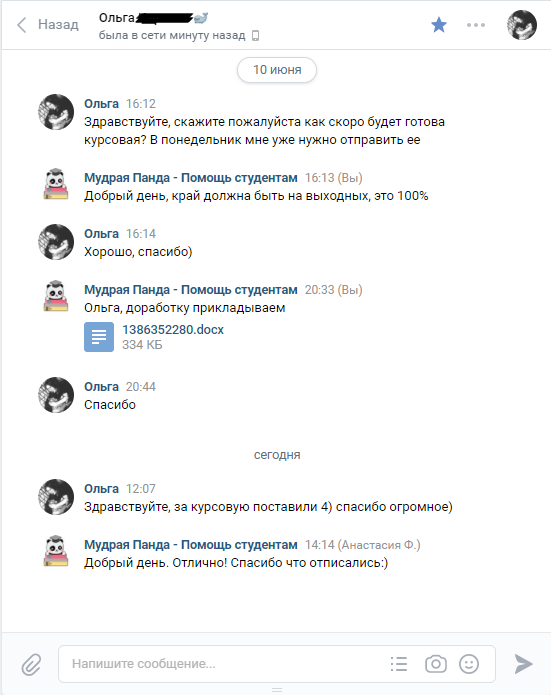 Назад
Ольга
была в сети минуту назад
10 июня
Ольга 16:12
Здравствуйте, скажите пожалуйста как скоро будет готова
курсовая? В понедельник мне уже нужно отправить ее
Мудрая Панда - Помощь студентам 16:13 (Вы)
Добрый день, край должна быть на выходных, это 100%
Ольга 16:14
Хорошо, спасибо)
Мудрая Панда - Помощь студентам 20:33 (Вы)
Ольга, доработку прикладываем
1386352280.docx
334 КБ
Ольга 20:44
Спасибо
сегодня
Ольга 12:07
Здравствуйте, за курсовую поставили 4) спасибо огромное)
Мудрая Панда - Помощь студентам 14:14 (Анастасия Ф.)
Добрый день. Отлично! Спасибо что отписались:)
Напишите сообщение...